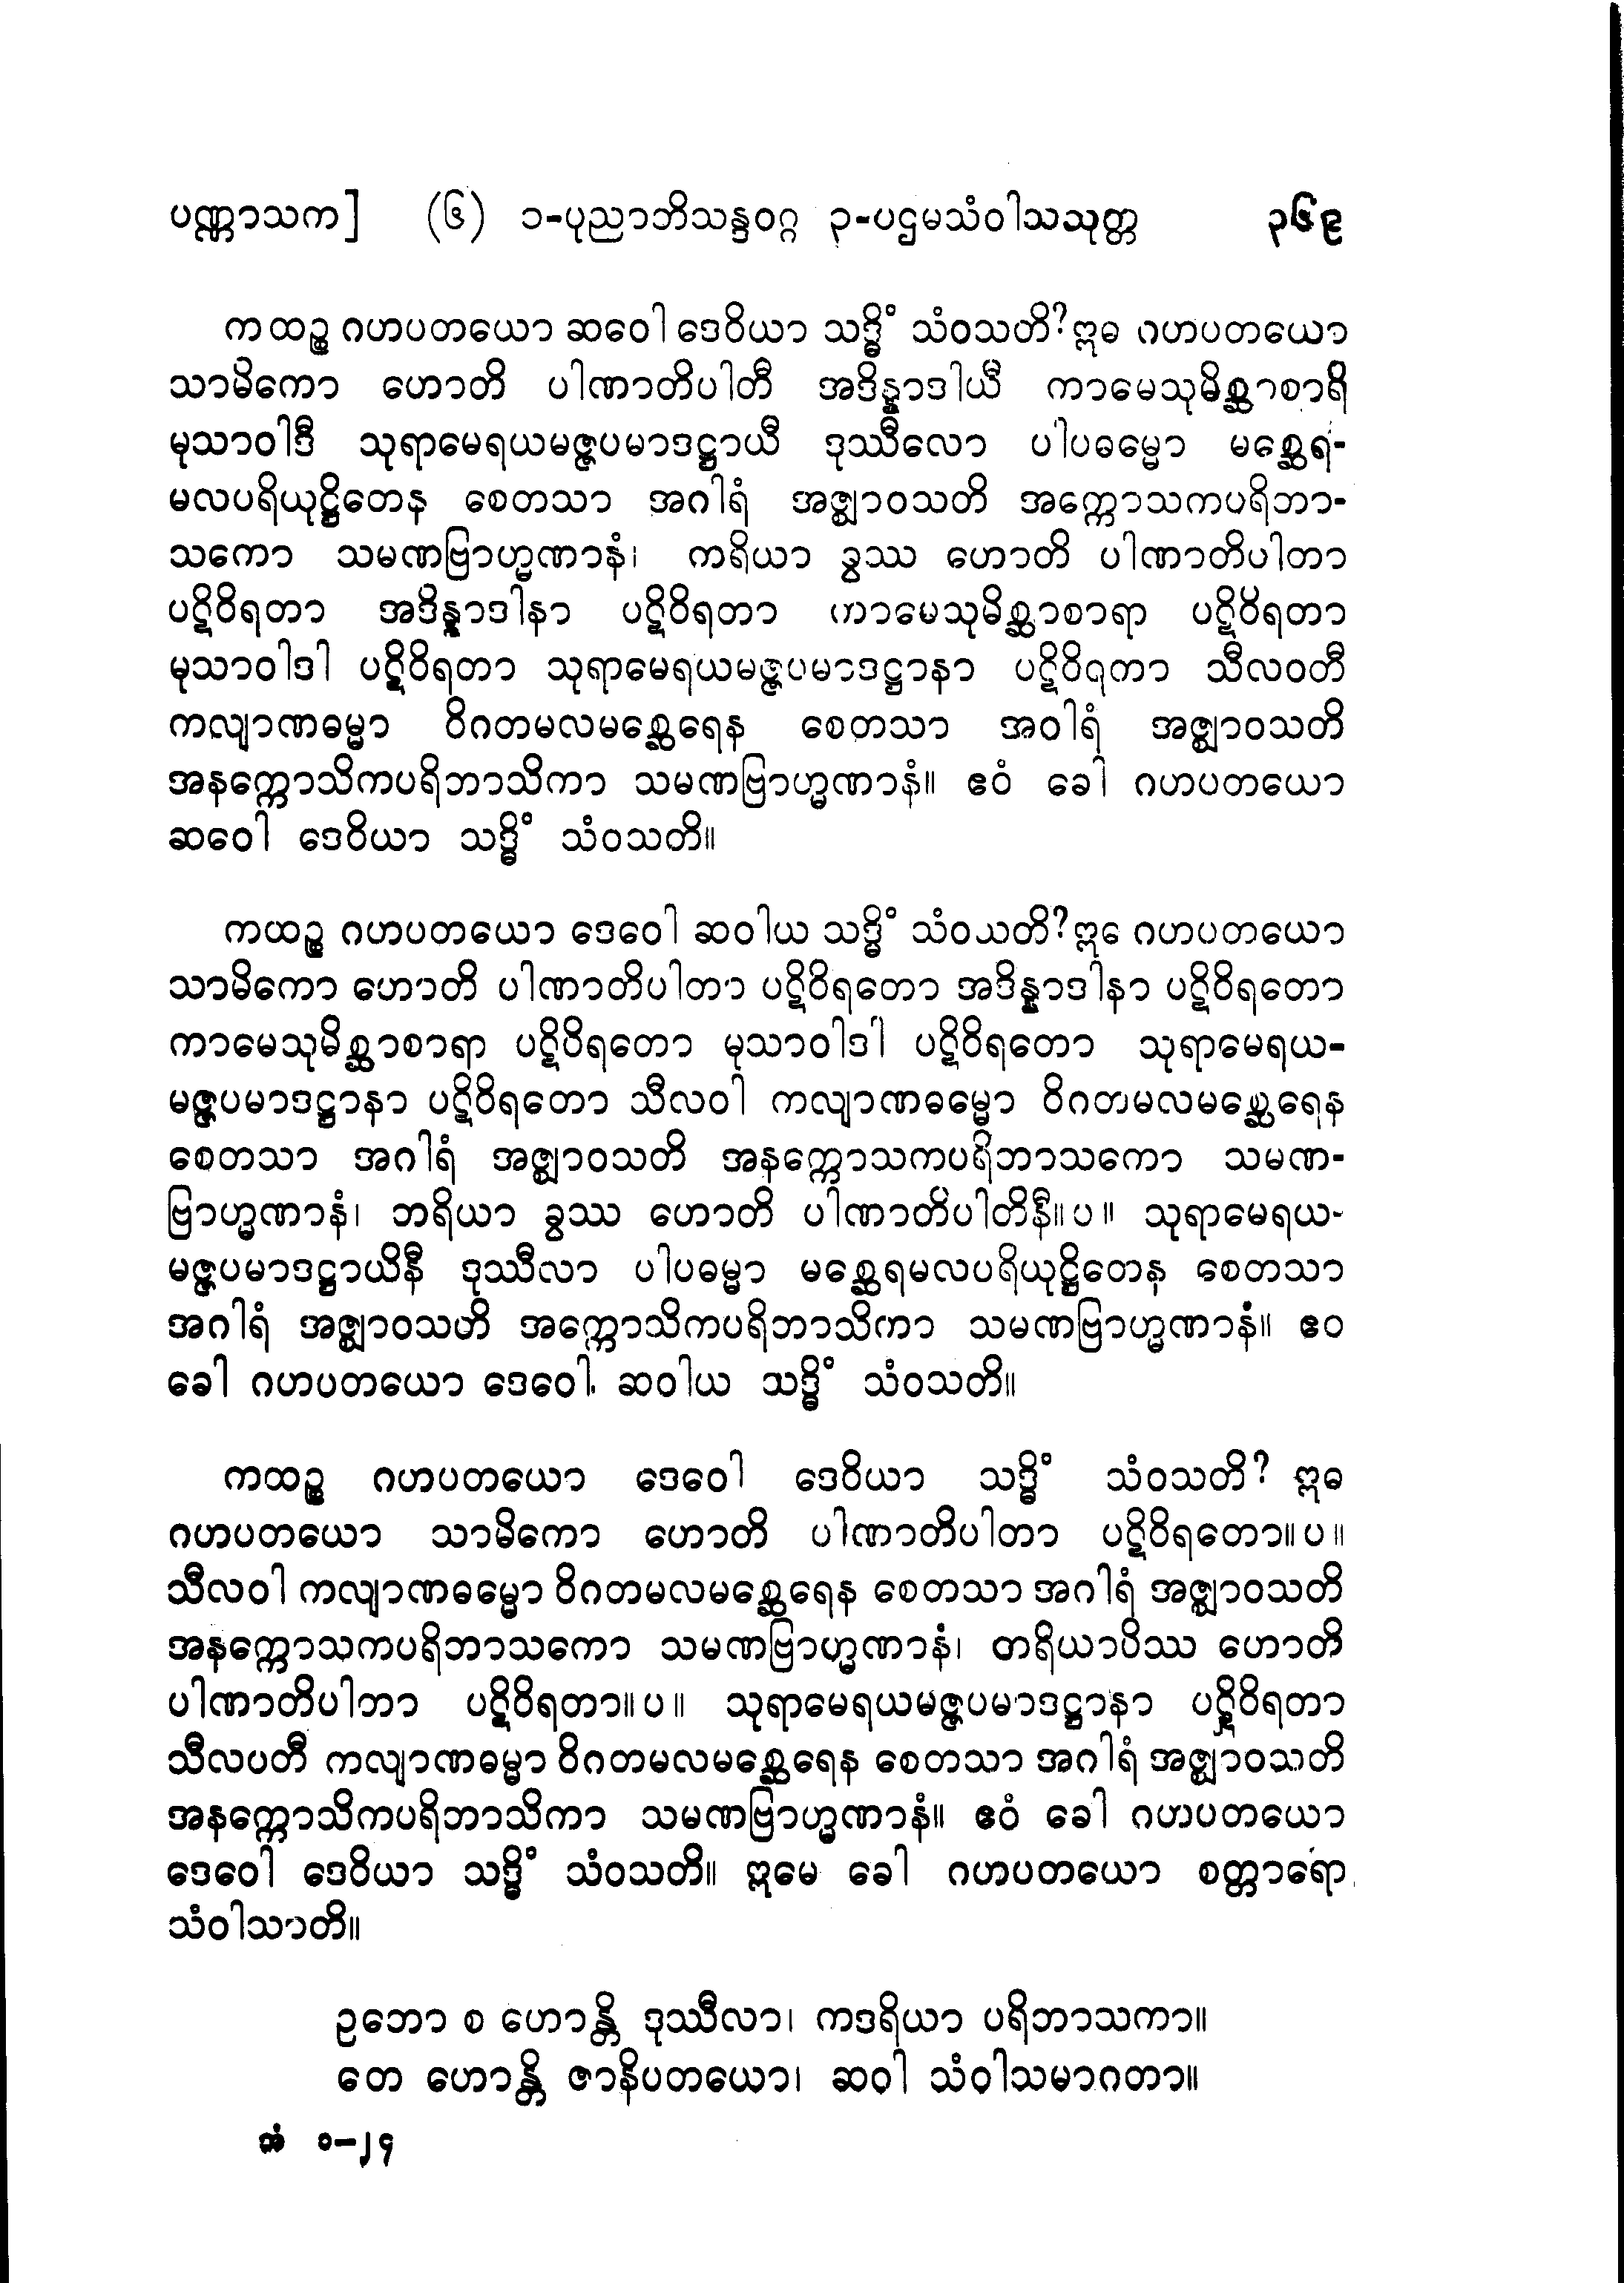 ပဏ္ဏာသက] (၆) ၁-ပုညာဘိသန္ဒဝဂ္ဂ ၃-ပဌမသံဝါသသုတ္တ ၃၆၉
ကထဉ္စ ဂဟပတယော ဆဝေါ ဒေဝိယာ သဒ္ဓိံ သံဝသတိ? ဣဓ ဂဟပတယော
သာမိကော ဟောတိ ပါဏာတိပါတီ အဒိန္နာဒါယီ ကာမေသုမိစ္ဆာစာရီ
မုသာဝါဒီ သုရာမေရယမဇ္ဇပမာဒဋ္ဌာယီ ဒုဿီလော ပါပဓမ္မော မစ္ဆေရ-
မလပရိယုဋ္ဌိတေန စေတသာ အဂါရံ အဇ္ဈာဝသတိ အက္ကောသကပရိဘာ-
သကော သမဏဗြာဟ္မဏာနံ၊ ကရိယာ ခွဿ ဟောတိ ပါဏာတိပါတာ
ပဋိဝိရတာ အဒိန္နာဒါနာ ပဋိဝိရတာ ကာမေသုမိစ္ဆာစာရာ ပဋိဝိရတာ
မုသာဝါဒါ ပဋိဝိရတာ သုရာမေရယမဇ္ဇပမာဒဋ္ဌာနာ ပဋိဝိရကာ သီလဝတီ
ကလျာဏဓမ္မာ ဝိဂတမလမစ္ဆေရေန စေတသာ အဝါရံ အဇ္ဈာဝသတိ
အနက္ကောသိကပရိဘာသိကာ သမဏဗြာဟ္မဏာနံ။ ဧဝံ ခေါ ဂဟပတယော
ဆဝေါ ဒေဝိယာ သဒ္ဓိံ သံဝသတိ။
ကထဉ္စ ဂဟပတယော ဒေဝေါ ဆဝါယ သဒ္ဓိံ သံဝသတိ? ဣဓ ဂဟပတယော
သာမိကော ဟောတိ ပါဏာတိပါတာ ပဋိဝိရတော အဒိန္နာဒါနာ ပဋိဝိရတော
ကာမေသုမိစ္ဆာစာရာ ပဋိဝိရတော မုသာဝါဒါ ပဋိဝိရတော သုရာမေရယ-
မဇ္ဇပမာဒဋ္ဌာနာ ပဋိဝိရတော သီလဝါ ကလျာဏဓမ္မော ဝိဂတမလမစ္ဆေရေန
စေတသာ အဂါရံ အဇ္ဈာဝသတိ အနက္ကောသကပရိဘာသကော သမဏ-
ဗြာဟ္မဏာနံ၊ ဘရိယာ ခွဿ ဟောတိ ပါဏာတိပါတိနီ။ပ။ သုရာမေရယ-
မဇ္ဇပမာဒဋ္ဌာယိနီ ဒုဿီလာ ပါပဓမ္မာ မစ္ဆေရမလပရိယုဋ္ဌိတေန စေတသာ
အဂါရံ အဇ္ဈာဝသတိ အက္ကောသိကပရိဘာသိကာ သမဏဗြာဟ္မဏာနံ။ ဧဝ
ခေါ ဂဟပတယော ဒေဝေါ ဆဝါယ သဒ္ဓိံ သံဝသတိ။
ကထဉ္စ ဂဟပတယော ဒေဝေါ ဒေဝိယာ သဒ္ဓိံ သံဝသတိ? ဣဓ
ဂဟပတယော သာမိကော ဟောတိ ပါဏာတိပါတာ ပဋိဝိရတော။ပ။
သီလဝါ ကလျာဏဓမ္မော ဝိဂတမလမစ္ဆေရေန စေတသာ အဂါရံ အဇ္ဈာဝသတိ
အနက္ကောသကပရိဘာသကော သမဏဗြာဟ္မဏာနံ၊ ဘရိယာပိဿ ဟောတိ
ပါဏာတိပါတာ ပဋိဝိရတာ။ပ။ သုရာမေရယမဇ္ဇပမာဒဋ္ဌာနာ ပဋိဝိရတာ
သီလပတီ ကလျာဏဓမ္မာ ဝိဂတမလမစ္ဆေရေန စေတသာ အဂါရံ အဇ္ဈာဝသတိ
အနက္ကောသိကပရိဘာသိကာ သမဏဗြာဟ္မဏာနံ။ ဧဝံ ခေါ ဂဟပတယော
ဒေဝေါ ဒေဝိယာ သဒ္ဓိံ သံဝသတိ။ ဣမေ ခေါ ဂဟပတယော စတ္တာရော
သံဝါသာတိ။
ဥဘော စ ဟောန္တိ ဒုဿီလာ၊ ကဒရိယာ ပရိဘာသကာ။
တေ ဟောန္တိ ဇာနိပတယော၊ ဆဝါ သံဝါသမာဂတာ။
အံ ၁-၂၄